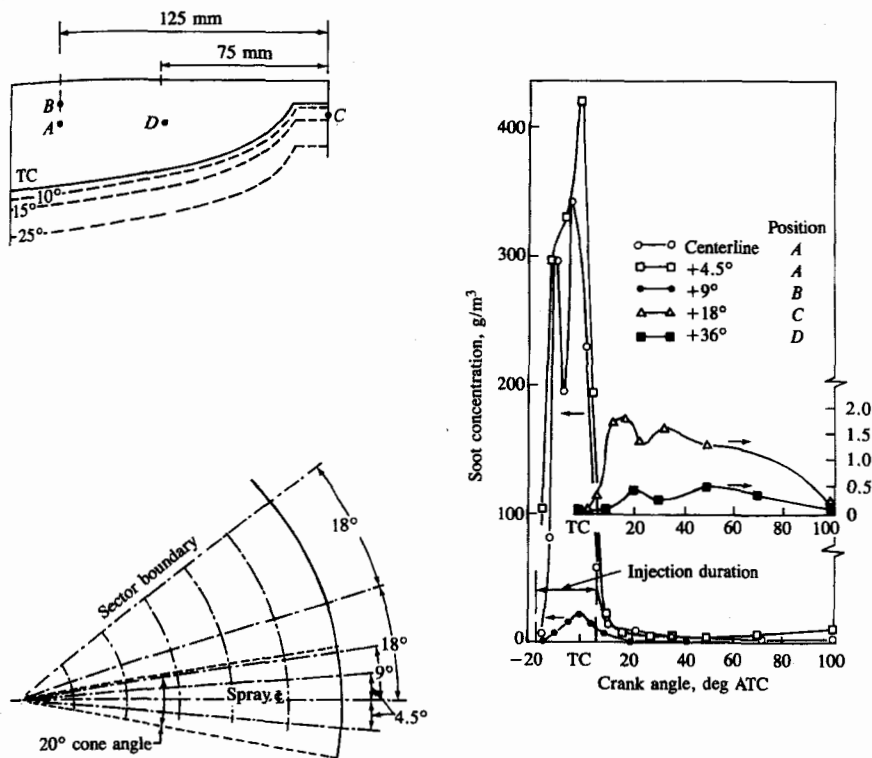 125 mm
75 mm
B
A
D
C
TC
10°
15°
25°
Sector boundary
18°
18°
9°
Spray ℄
4.5°
20° cone angle
Soot concentration, g/m³
400
300
200
100
0
Position
Centerline A
+4.5° A
+9° B
+18° C
+36° D
2.0
1.5
1.0
0.5
0
TC 20 40 60 80 100
Injection duration
−20 TC 20 40 60 80 100
Crank angle, deg ATC